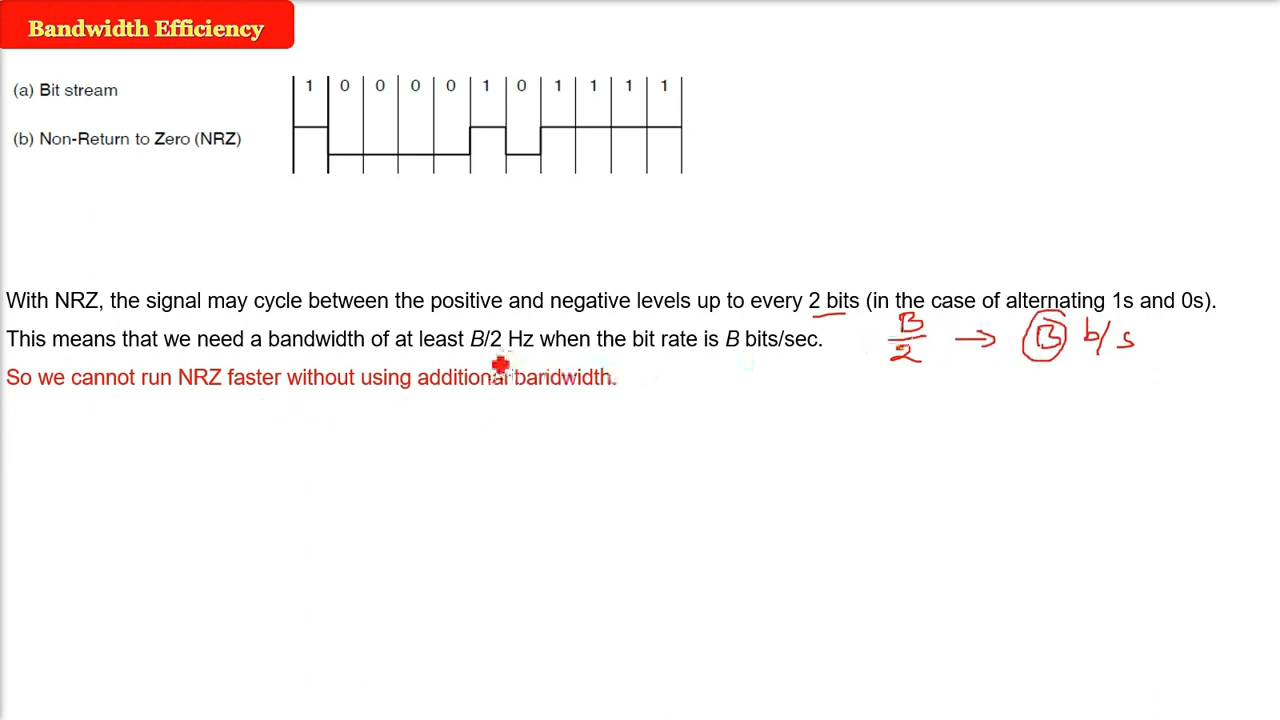 Bandwidth Efficiency
(a) Bit stream 1 0 0 0 0 1 0 1 1 1 1
(b) Non-Return to Zero (NRZ)
With NRZ, the signal may cycle between the positive and negative levels up to every 2 bits (in the case of alternating 1s and 0s).
This means that we need a bandwidth of at least B/2 Hz when the bit rate is B bits/sec. B/2 → B b/s
So we cannot run NRZ faster without using additional bandwidth.